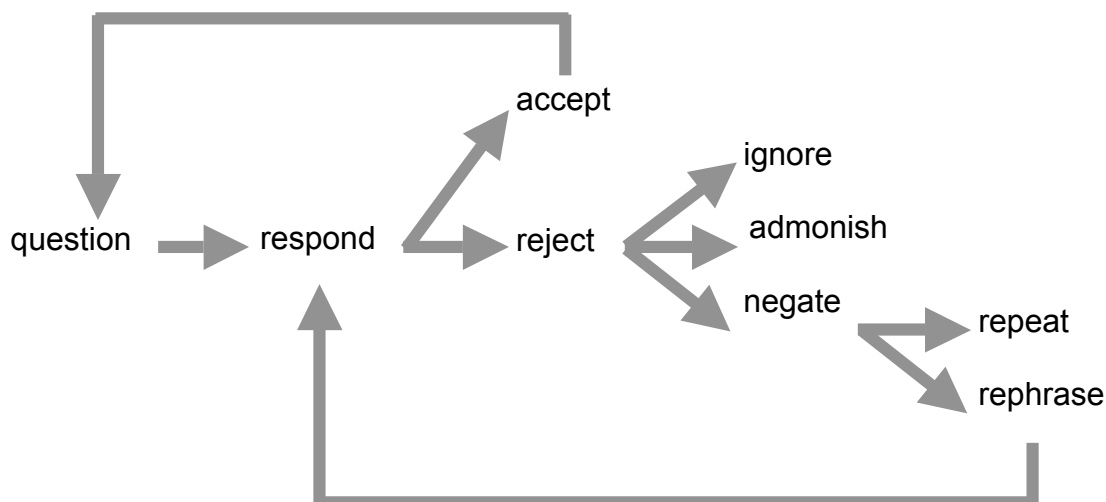 accept
ignore
admonish
question
respond
reject
negate
repeat
rephrase